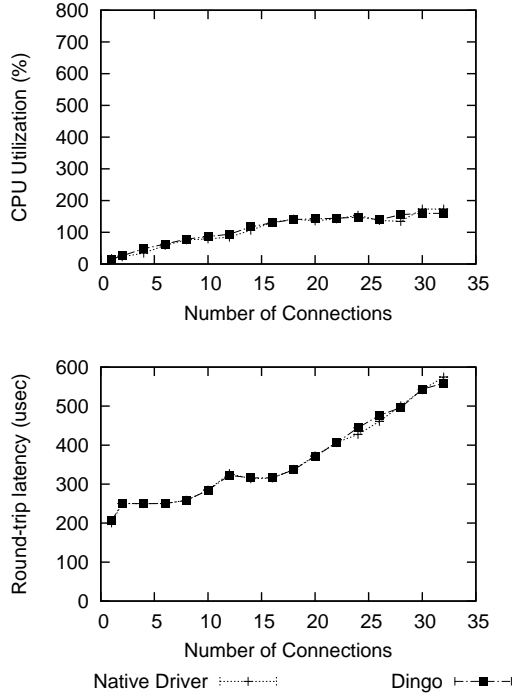 CPU Utilization (%)
800
700
600
500
400
300
200
100
0
0 5 10 15 20 25 30 35
Number of Connections
Round-trip latency (usec)
600
500
400
300
200
100
0
0 5 10 15 20 25 30 35
Number of Connections
Native Driver Dingo